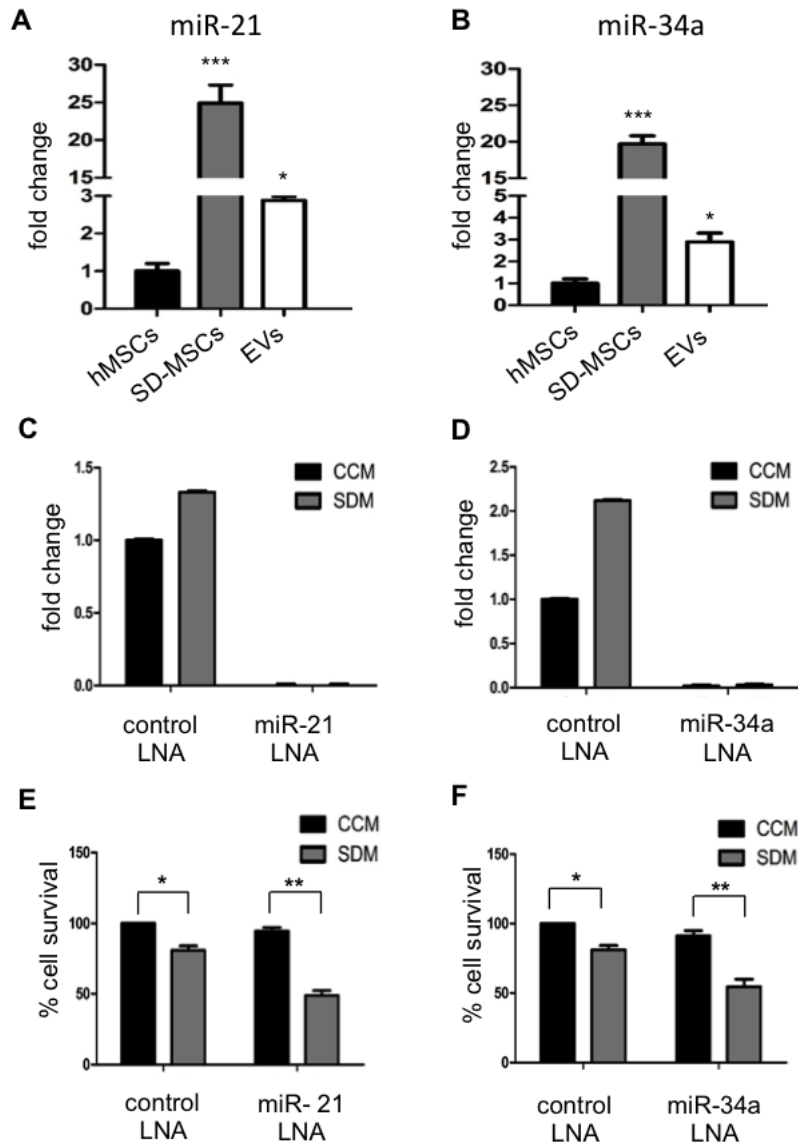 A
miR-21
fold change
30
25
20
15
3
2
1
0
***
*
hMSCs
SD-MSCs
EVs
B
miR-34a
fold change
30
25
20
15
5
4
3
2
1
0
***
*
hMSCs
SD-MSCs
EVs
C
fold change
1.5
1.0
0.5
0.0
CCM
SDM
control
LNA
miR-21
LNA
D
fold change
2.5
2.0
1.5
1.0
0.5
0.0
CCM
SDM
control
LNA
miR-34a
LNA
E
% cell survival
150
100
50
0
CCM
SDM
*
**
control
LNA
miR- 21
LNA
F
% cell survival
150
100
50
0
CCM
SDM
*
**
control
LNA
miR-34a
LNA